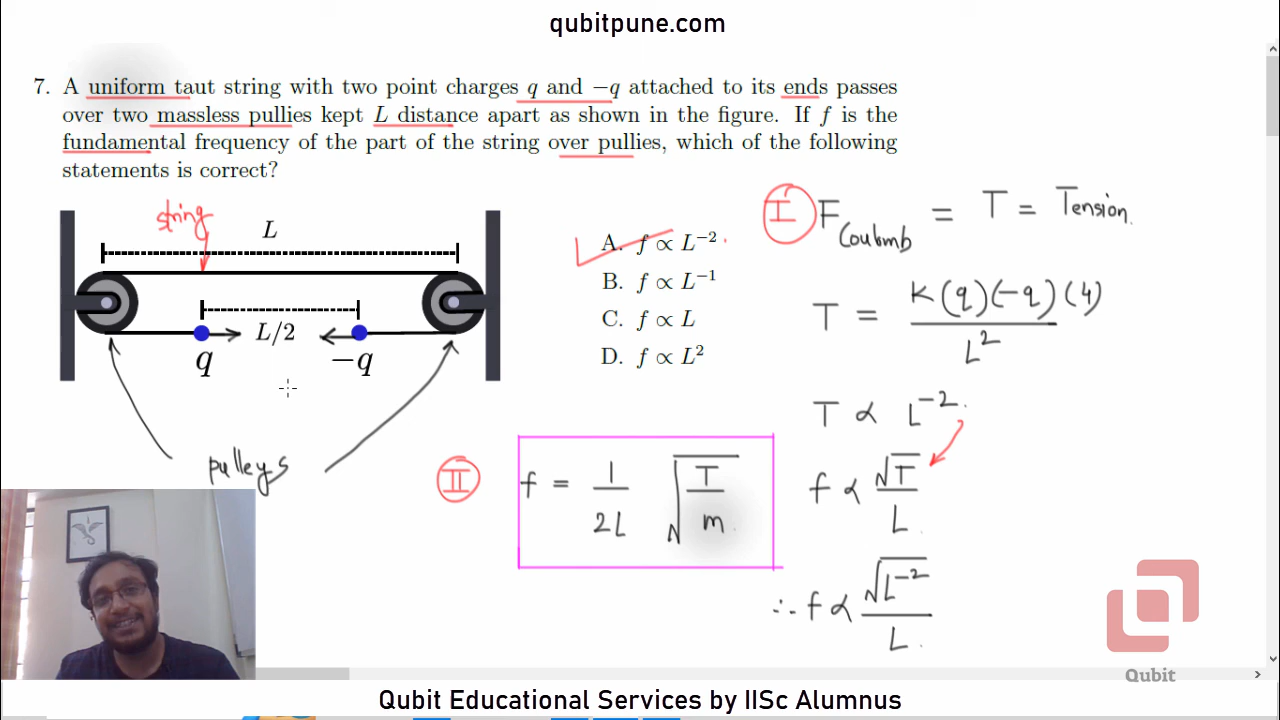 qubitpune.com
7. A uniform taut string with two point charges q and −q attached to its ends passes
over two massless pullies kept L distance apart as shown in the figure. If f is the
fundamental frequency of the part of the string over pullies, which of the following
statements is correct?
string
L
L/2
q
−q
pulleys
A. f ∝ L⁻²
B. f ∝ L⁻¹
C. f ∝ L
D. f ∝ L²
I F Coulomb = T = Tension
T = K(q)(-q)(4) / L²
T ∝ L⁻².
II f = 1/2L √T/m
f ∝ √T / L
∴ f ∝ √L⁻² / L
Qubit
Qubit Educational Services by IISc Alumnus